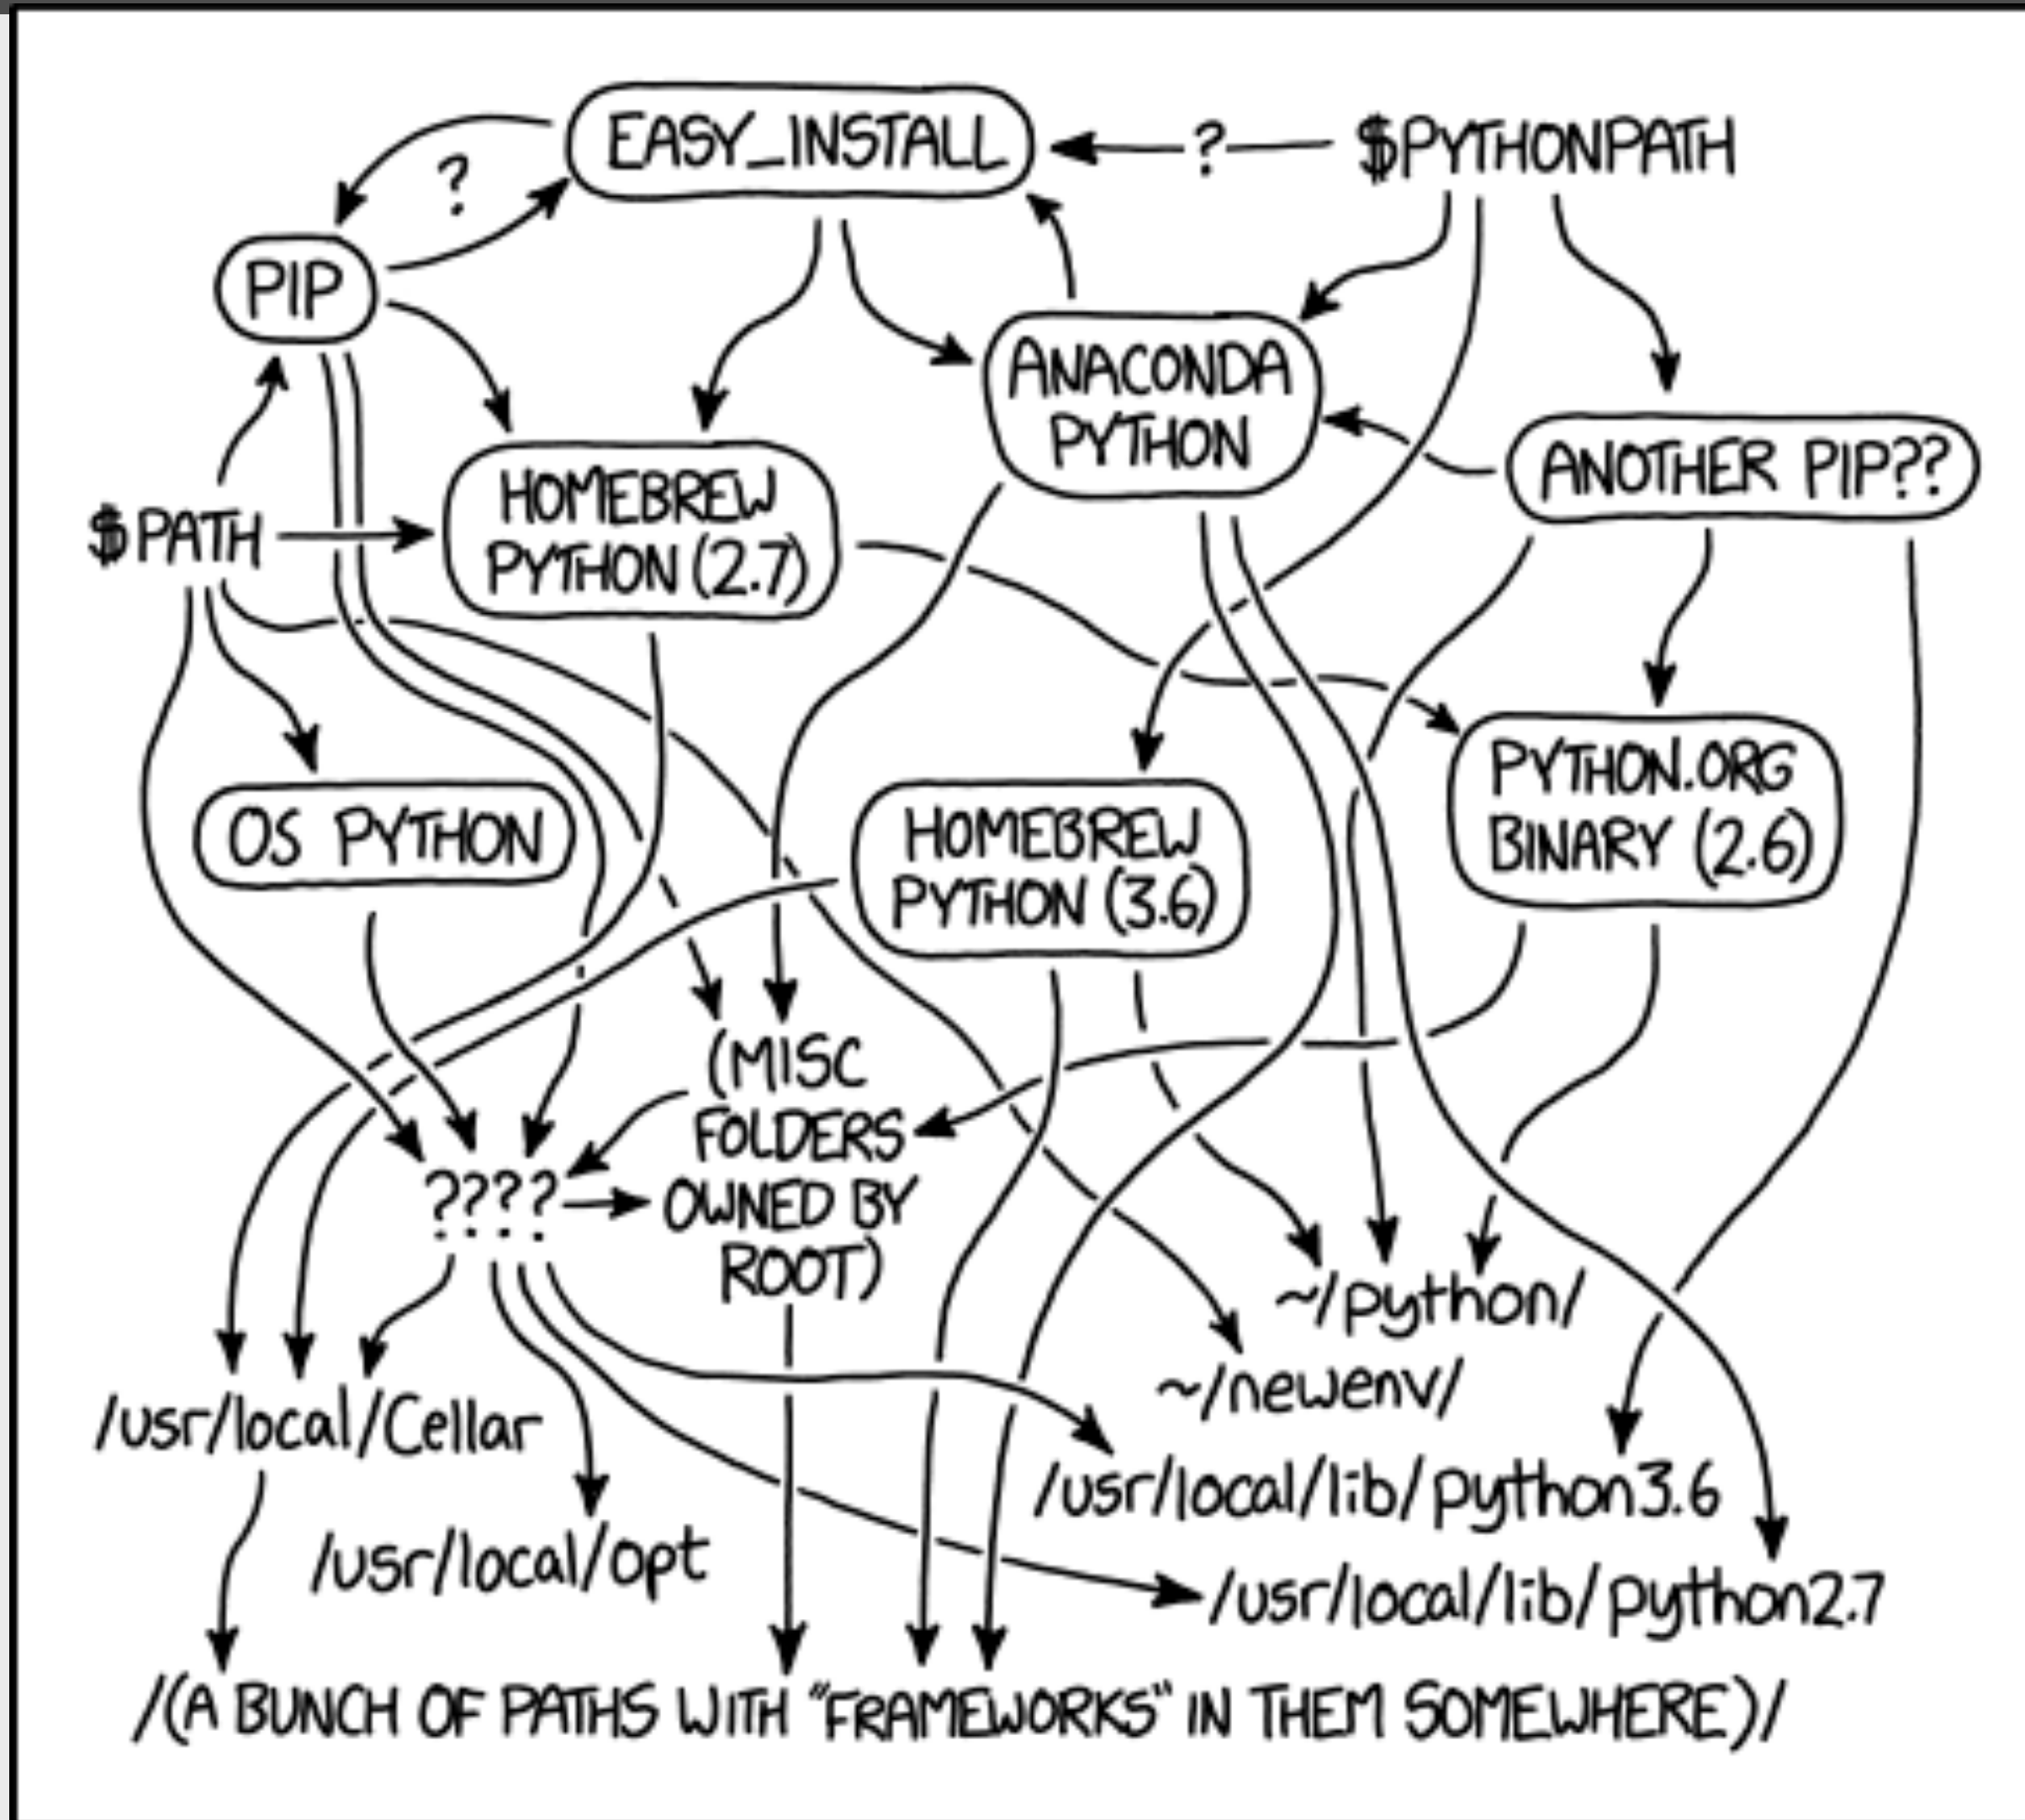 EASY_INSTALL
? $PYTHONPATH
?
PIP
ANACONDA
PYTHON
ANOTHER PIP??
$PATH
HOMEBREW
PYTHON (2.7)
OS PYTHON
HOMEBREW
PYTHON (3.6)
PYTHON.ORG
BINARY (2.6)
(MISC
FOLDERS
OWNED BY
ROOT)
????
~/python/
~/newenv/
/usr/local/Cellar
/usr/local/lib/python3.6
/usr/local/opt
/usr/local/lib/python2.7
/(A BUNCH OF PATHS WITH "FRAMEWORKS" IN THEM SOMEWHERE)/